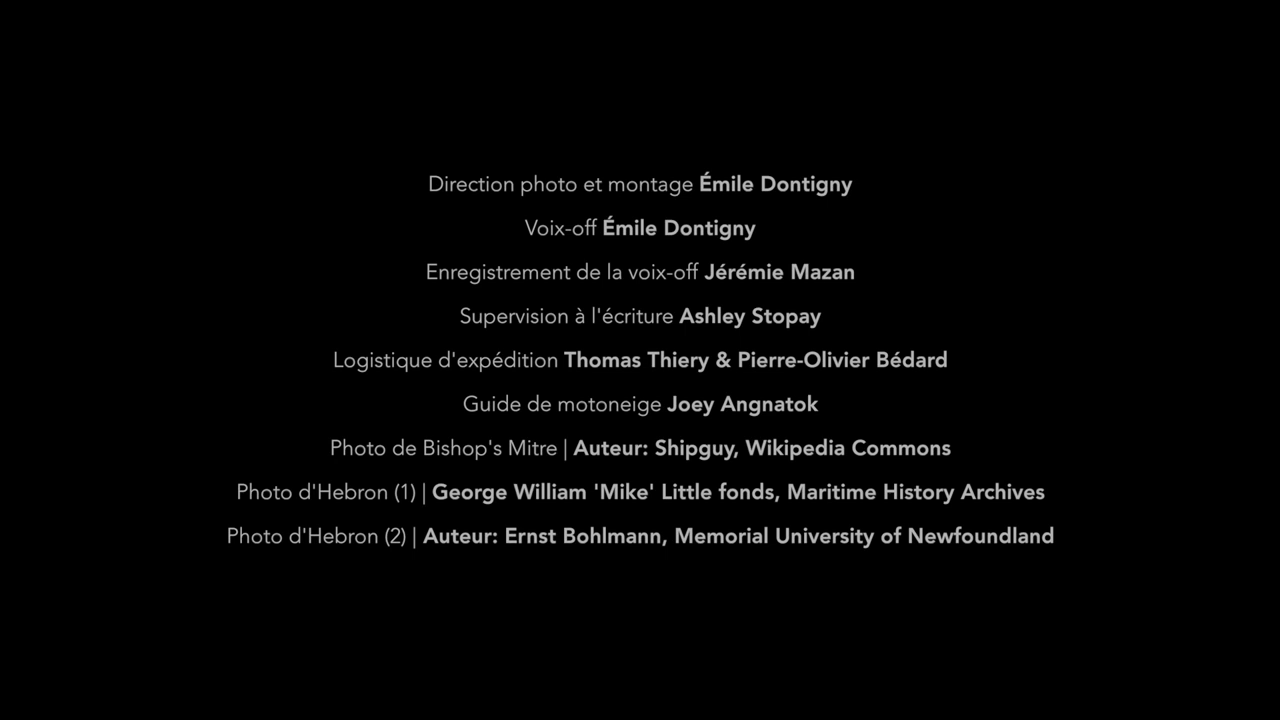 Direction photo et montage Émile Dontigny
Voix-off Émile Dontigny
Enregistrement de la voix-off Jérémie Mazan
Supervision à l'écriture Ashley Stopay
Logistique d'expédition Thomas Thiery & Pierre-Olivier Bédard
Guide de motoneige Joey Angnatok
Photo de Bishop's Mitre | Auteur: Shipguy, Wikipedia Commons
Photo d'Hebron (1) | George William 'Mike' Little fonds, Maritime History Archives
Photo d'Hebron (2) | Auteur: Ernst Bohlmann, Memorial University of Newfoundland